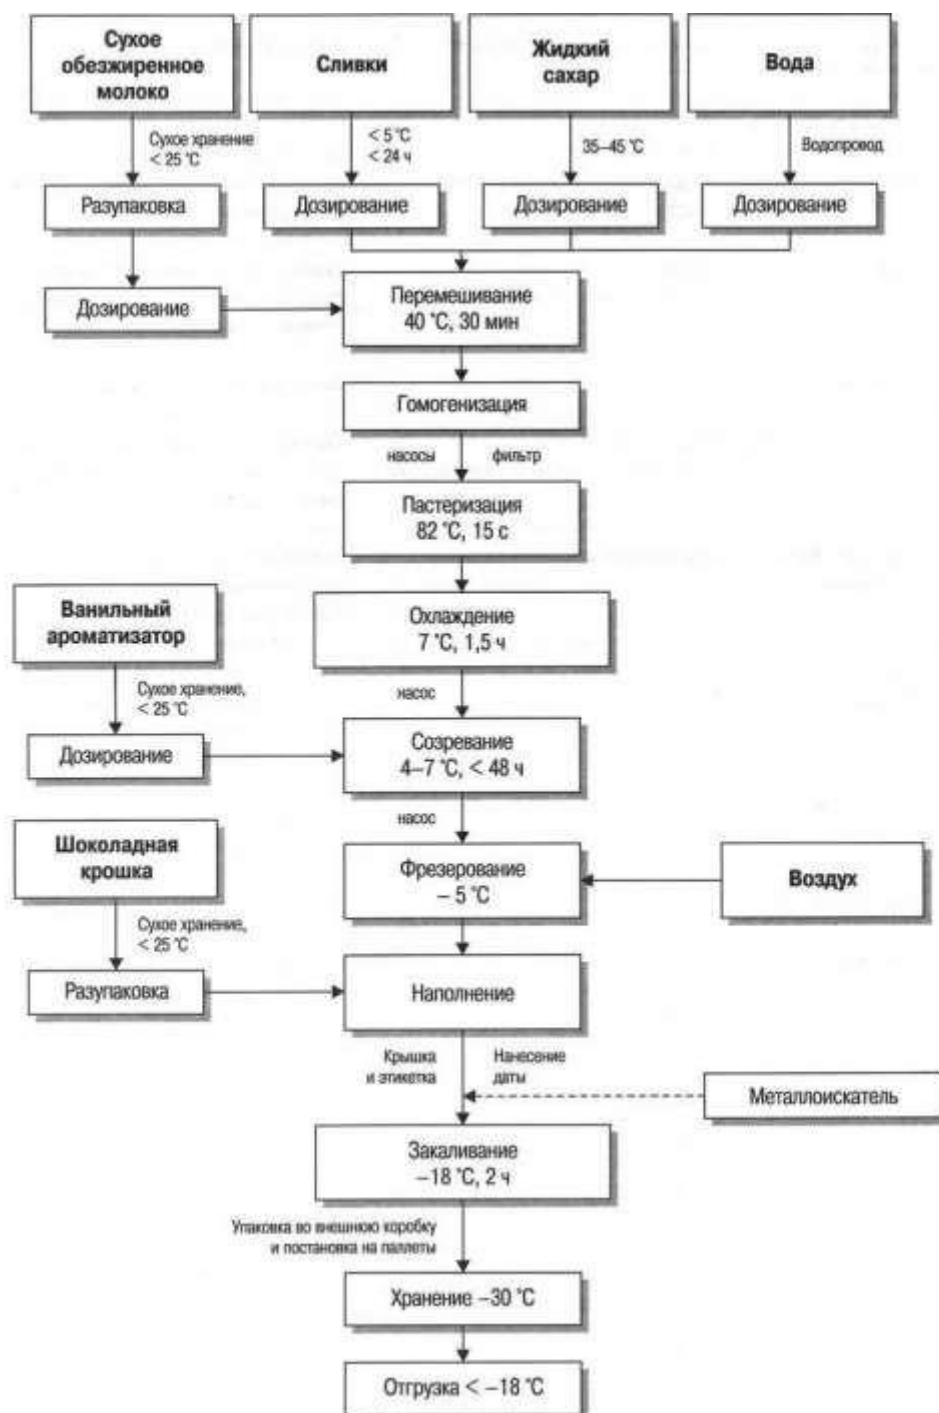 Сухое
обезжиренное
молоко
Сливки
Жидкий
сахар
Вода
Сухое хранение
< 25 °C
< 5 °C
< 24 ч
35–45 °C
Водопровод
Разупаковка
Дозирование
Дозирование
Дозирование
Дозирование
Перемешивание
40 °C, 30 мин
Гомогенизация
насосы
фильтр
Пастеризация
82 °C, 15 с
Ванильный
ароматизатор
Охлаждение
7 °C, 1,5 ч
Сухое хранение,
< 25 °C
насос
Дозирование
Созревание
4–7 °C, < 48 ч
насос
Шоколадная
крошка
Фрезерование
– 5 °C
Воздух
Сухое хранение,
< 25 °C
Разупаковка
Наполнение
Крышка
и этикетка
Нанесение
даты
Металлоискатель
Закаливание
–18 °C, 2 ч
Упаковка во внешнюю коробку
и постановка на паллеты
Хранение –30 °C
Отгрузка < –18 °C